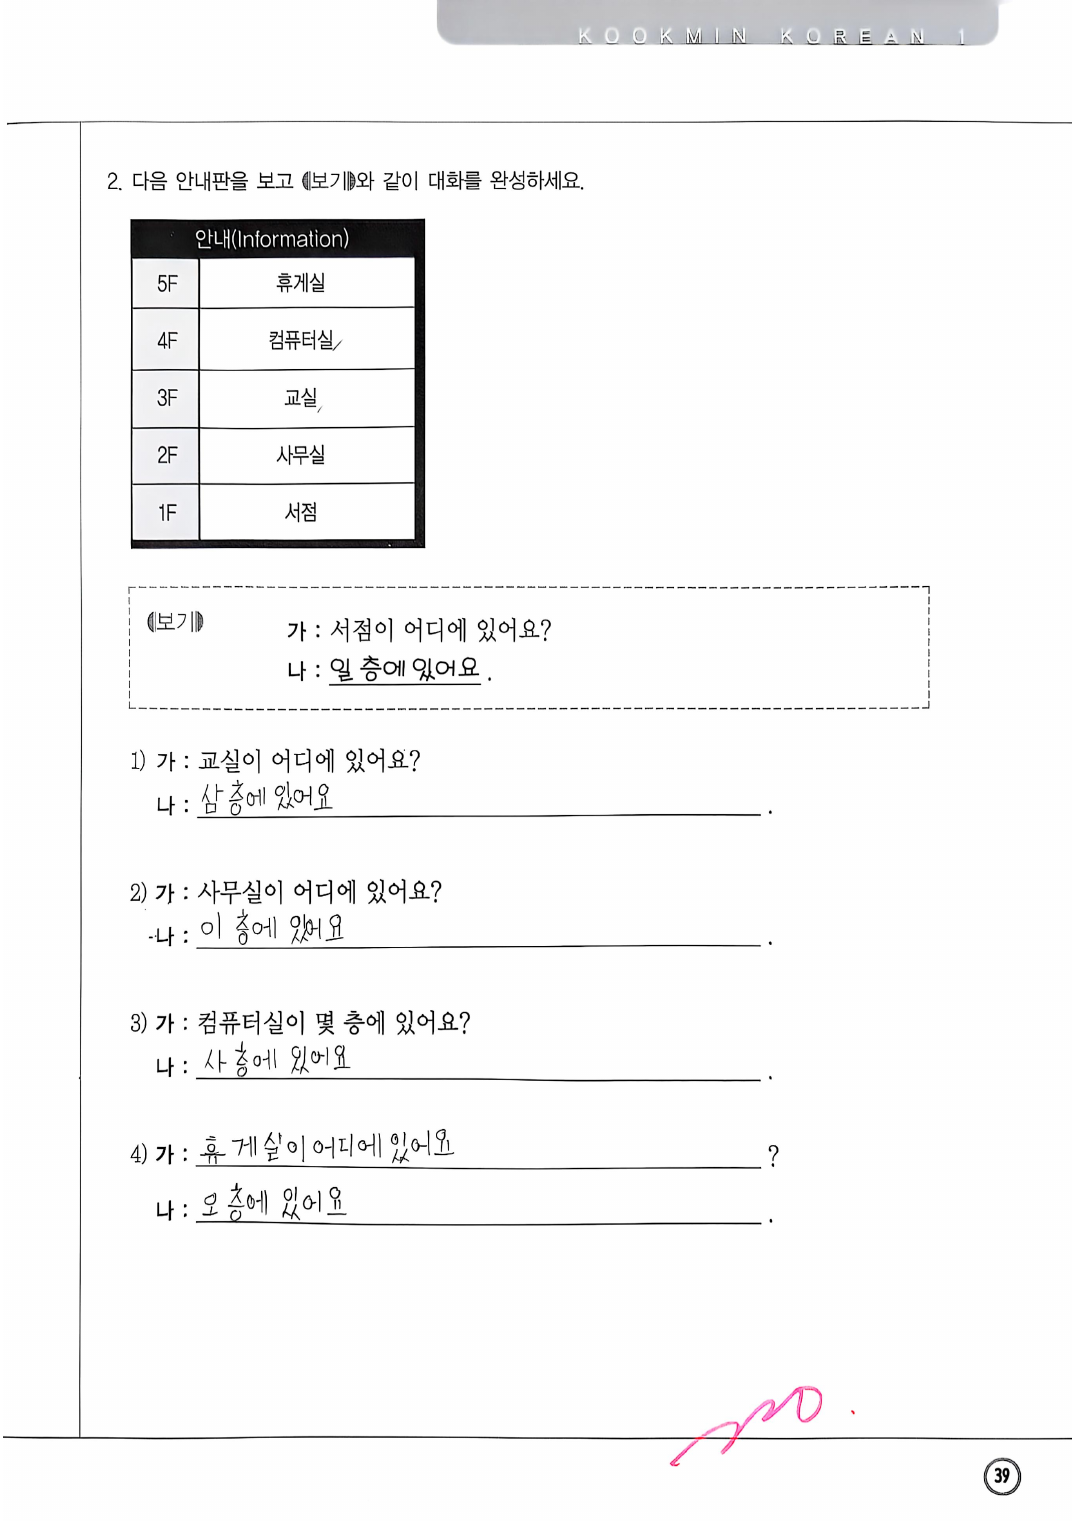 KOOKMIN KOREAN 1
2. 다음 안내판을 보고 《보기》와 같이 대화를 완성하세요.
안내(Information)
5F 휴게실
4F 컴퓨터실
3F 교실
2F 사무실
1F 서점
《보기》
가 : 서점이 어디에 있어요?
나 : 일 층에 있어요.
1) 가 : 교실이 어디에 있어요?
나 : 삼 층에 있어요.
2) 가 : 사무실이 어디에 있어요?
나 : 이 층에 있어요.
3) 가 : 컴퓨터실이 몇 층에 있어요?
나 : 사 층에 있어요.
4) 가 : 휴게실이 어디에 있어요?
나 : 오 층에 있어요.
39